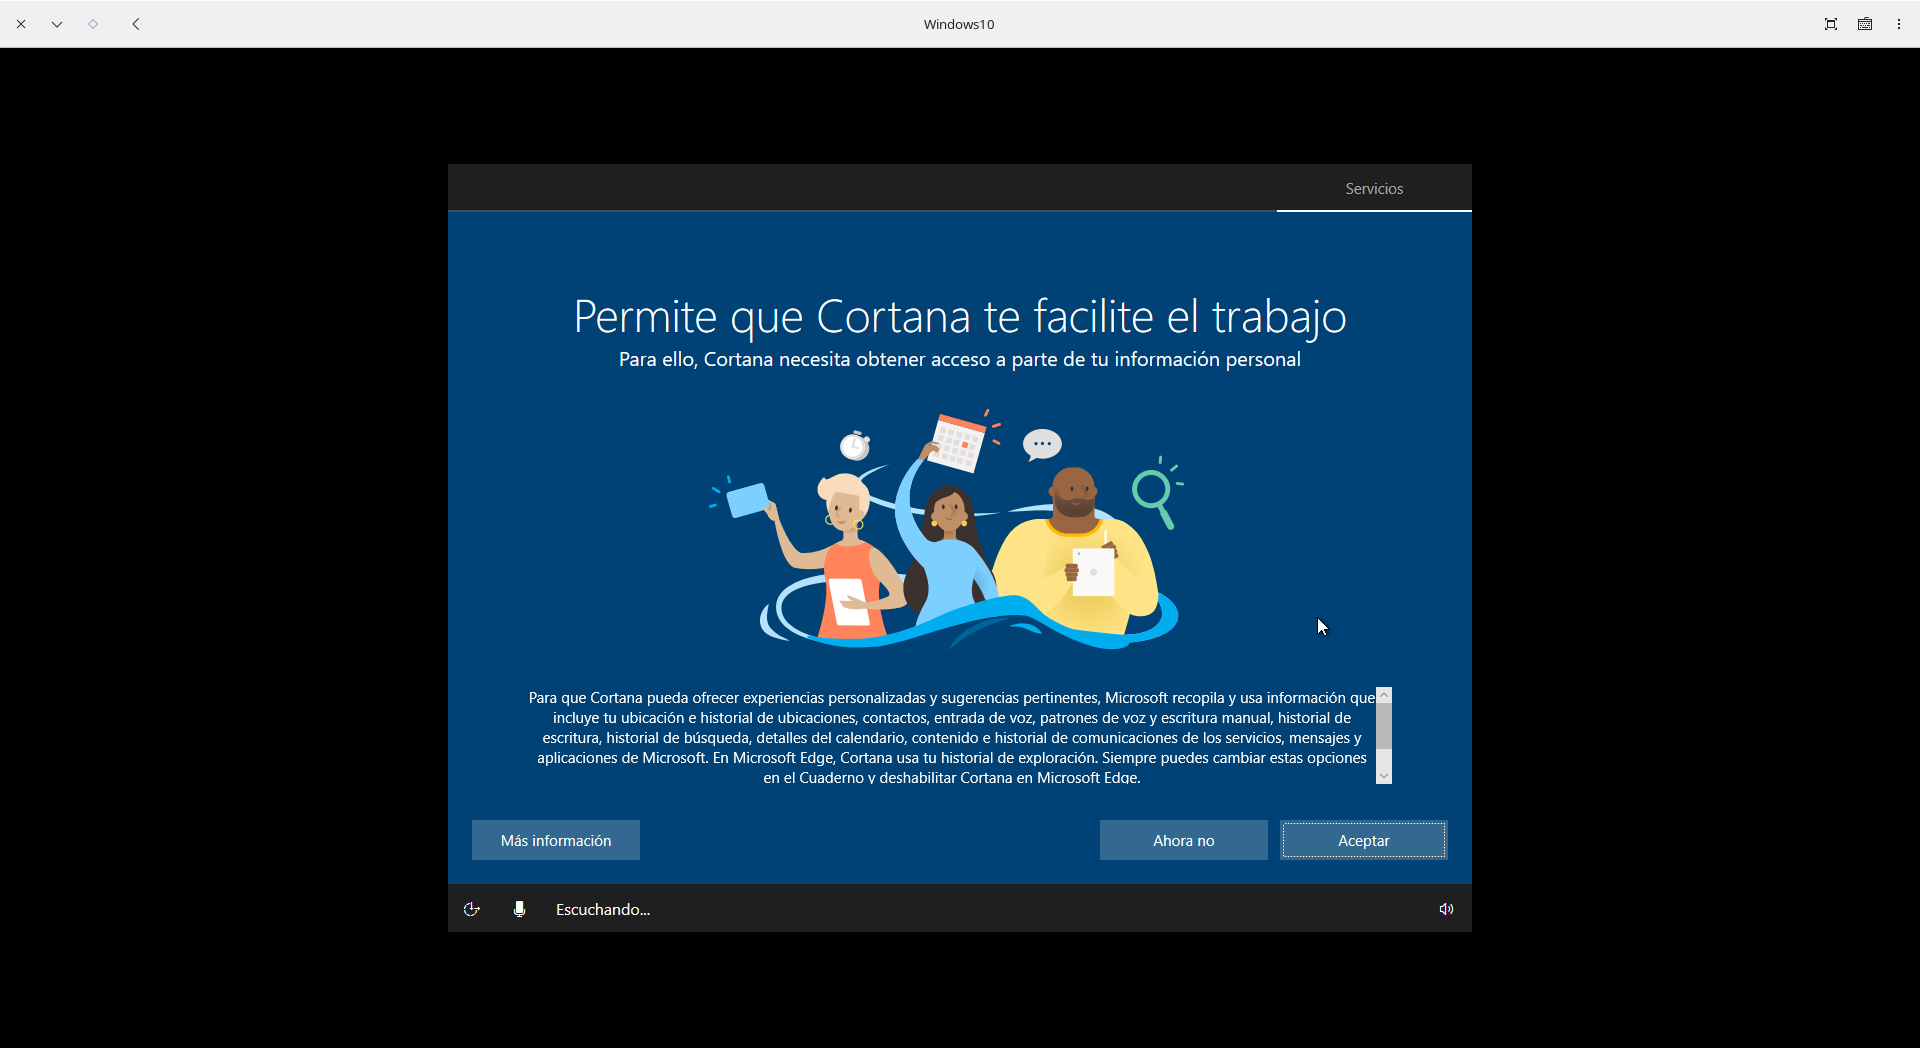 Windows10
Servicios
Permite que Cortana te facilite el trabajo
Para ello, Cortana necesita obtener acceso a parte de tu información personal
Para que Cortana pueda ofrecer experiencias personalizadas y sugerencias pertinentes, Microsoft recopila y usa información que
incluye tu ubicación e historial de ubicaciones, contactos, entrada de voz, patrones de voz y escritura manual, historial de
escritura, historial de búsqueda, detalles del calendario, contenido e historial de comunicaciones de los servicios, mensajes y
aplicaciones de Microsoft. En Microsoft Edge, Cortana usa tu historial de exploración. Siempre puedes cambiar estas opciones
en el Cuaderno y deshabilitar Cortana en Microsoft Edge.
Más información
Ahora no
Aceptar
Escuchando...